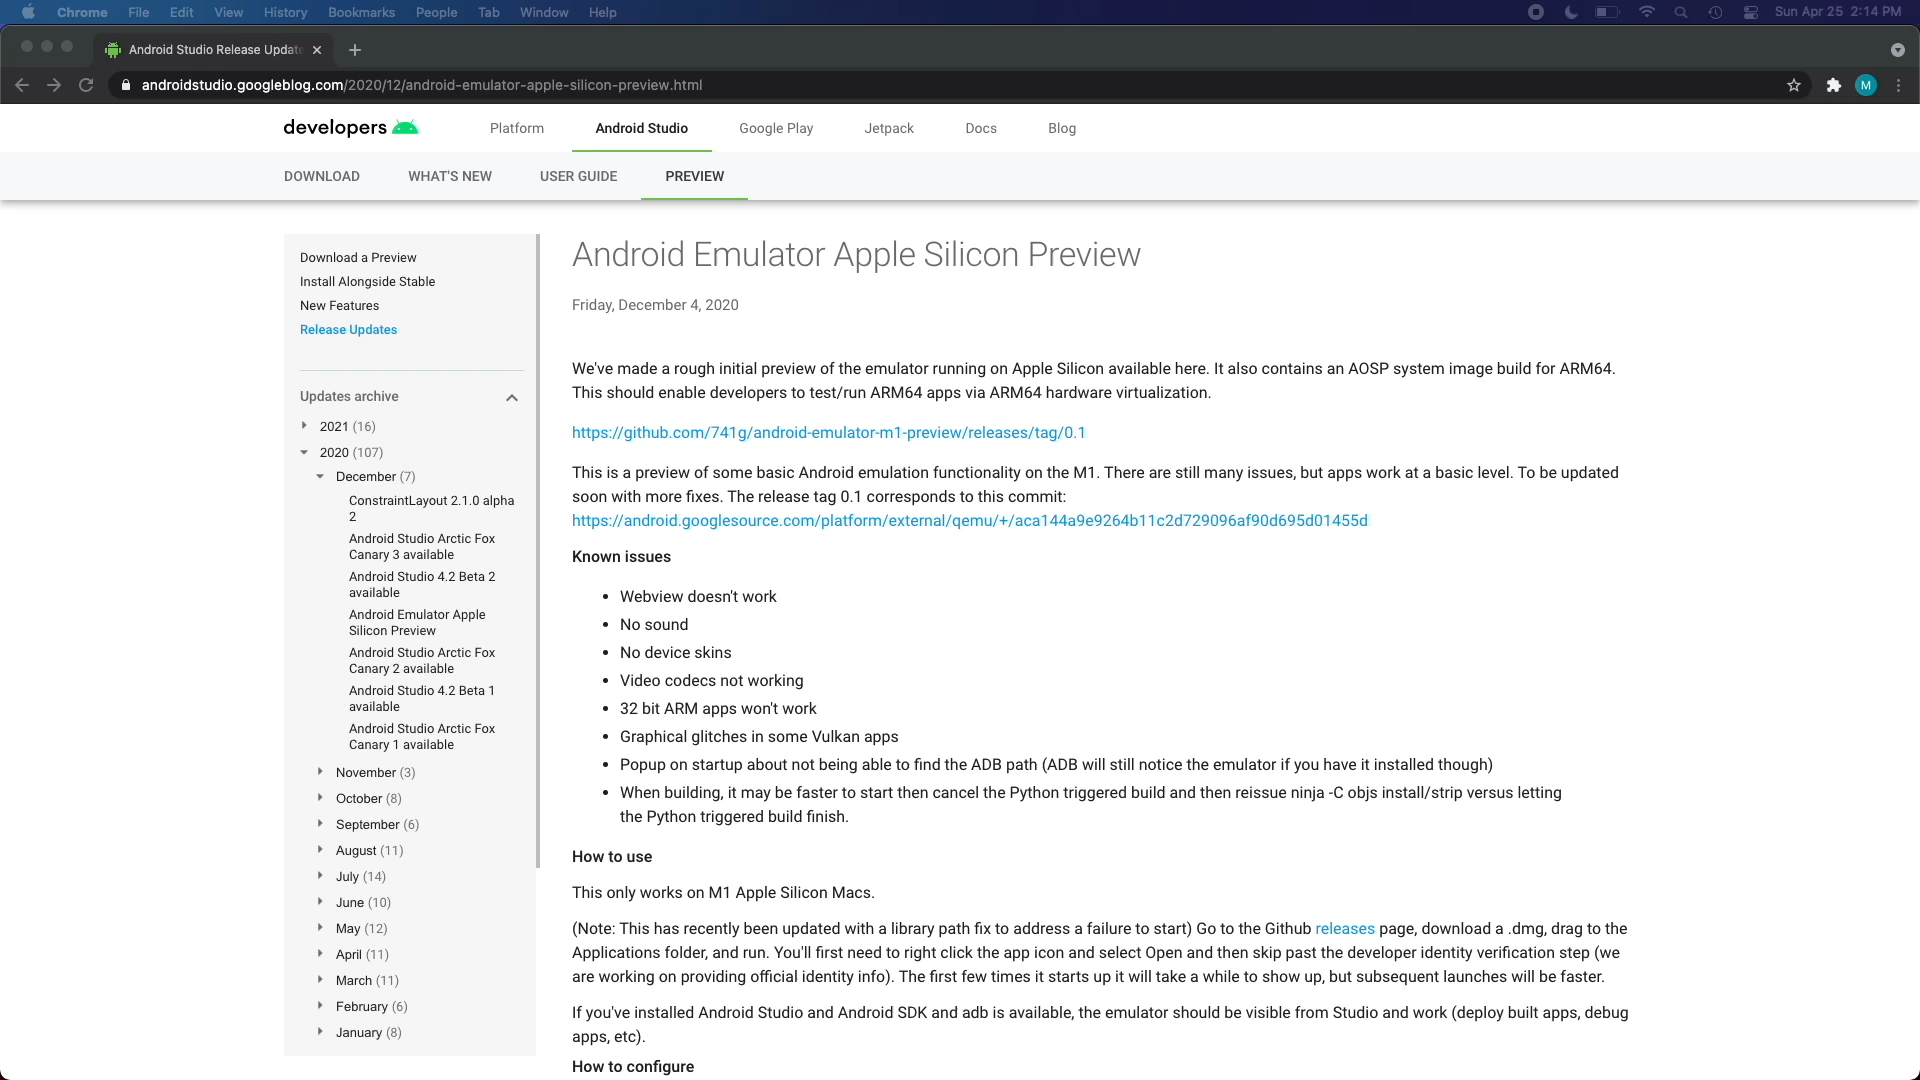 Chrome File Edit View History Bookmarks People Tab Window Help Sun Apr 25 2:14 PM
Android Studio Release Update
androidstudio.googleblog.com/2020/12/android-emulator-apple-silicon-preview.html M
developers Platform Android Studio Google Play Jetpack Docs Blog
DOWNLOAD WHAT'S NEW USER GUIDE PREVIEW
Download a Preview
Install Alongside Stable
New Features
Release Updates
Updates archive
2021 (16)
2020 (107)
December (7)
ConstraintLayout 2.1.0 alpha
2
Android Studio Arctic Fox
Canary 3 available
Android Studio 4.2 Beta 2
available
Android Emulator Apple
Silicon Preview
Android Studio Arctic Fox
Canary 2 available
Android Studio 4.2 Beta 1
available
Android Studio Arctic Fox
Canary 1 available
November (3)
October (8)
September (6)
August (11)
July (14)
June (10)
May (12)
April (11)
March (11)
February (6)
January (8)
Android Emulator Apple Silicon Preview
Friday, December 4, 2020
We've made a rough initial preview of the emulator running on Apple Silicon available here. It also contains an AOSP system image build for ARM64.
This should enable developers to test/run ARM64 apps via ARM64 hardware virtualization.
https://github.com/741g/android-emulator-m1-preview/releases/tag/0.1
This is a preview of some basic Android emulation functionality on the M1. There are still many issues, but apps work at a basic level. To be updated
soon with more fixes. The release tag 0.1 corresponds to this commit:
https://android.googlesource.com/platform/external/qemu/+/aca144a9e9264b11c2d729096af90d695d01455d
Known issues
• Webview doesn't work
• No sound
• No device skins
• Video codecs not working
• 32 bit ARM apps won't work
• Graphical glitches in some Vulkan apps
• Popup on startup about not being able to find the ADB path (ADB will still notice the emulator if you have it installed though)
• When building, it may be faster to start then cancel the Python triggered build and then reissue ninja -C objs install/strip versus letting
the Python triggered build finish.
How to use
This only works on M1 Apple Silicon Macs.
(Note: This has recently been updated with a library path fix to address a failure to start) Go to the Github releases page, download a .dmg, drag to the
Applications folder, and run. You'll first need to right click the app icon and select Open and then skip past the developer identity verification step (we
are working on providing official identity info). The first few times it starts up it will take a while to show up, but subsequent launches will be faster.
If you've installed Android Studio and Android SDK and adb is available, the emulator should be visible from Studio and work (deploy built apps, debug
apps, etc).
How to configure